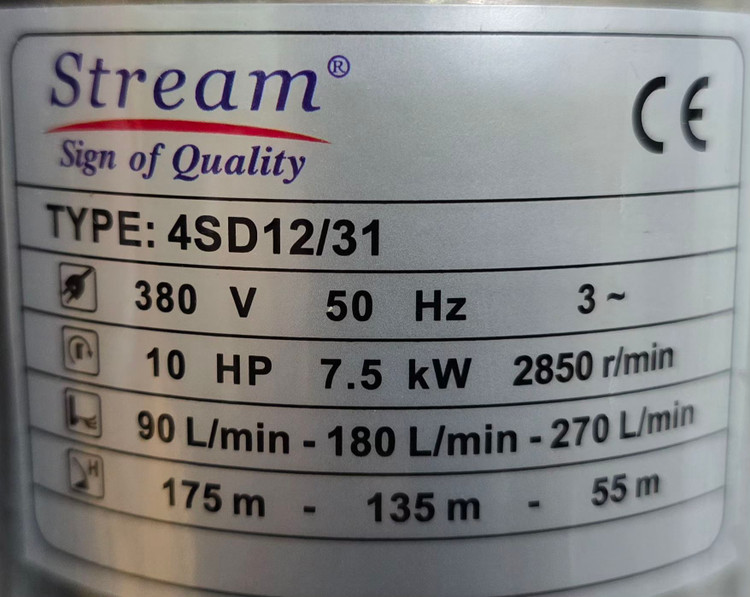 Stream®
Sign of Quality
CE
TYPE: 4SD12/31
380 V 50 Hz 3 ~
10 HP 7.5 kW 2850 r/min
90 L/min - 180 L/min - 270 L/min
H
175 m - 135 m - 55 m